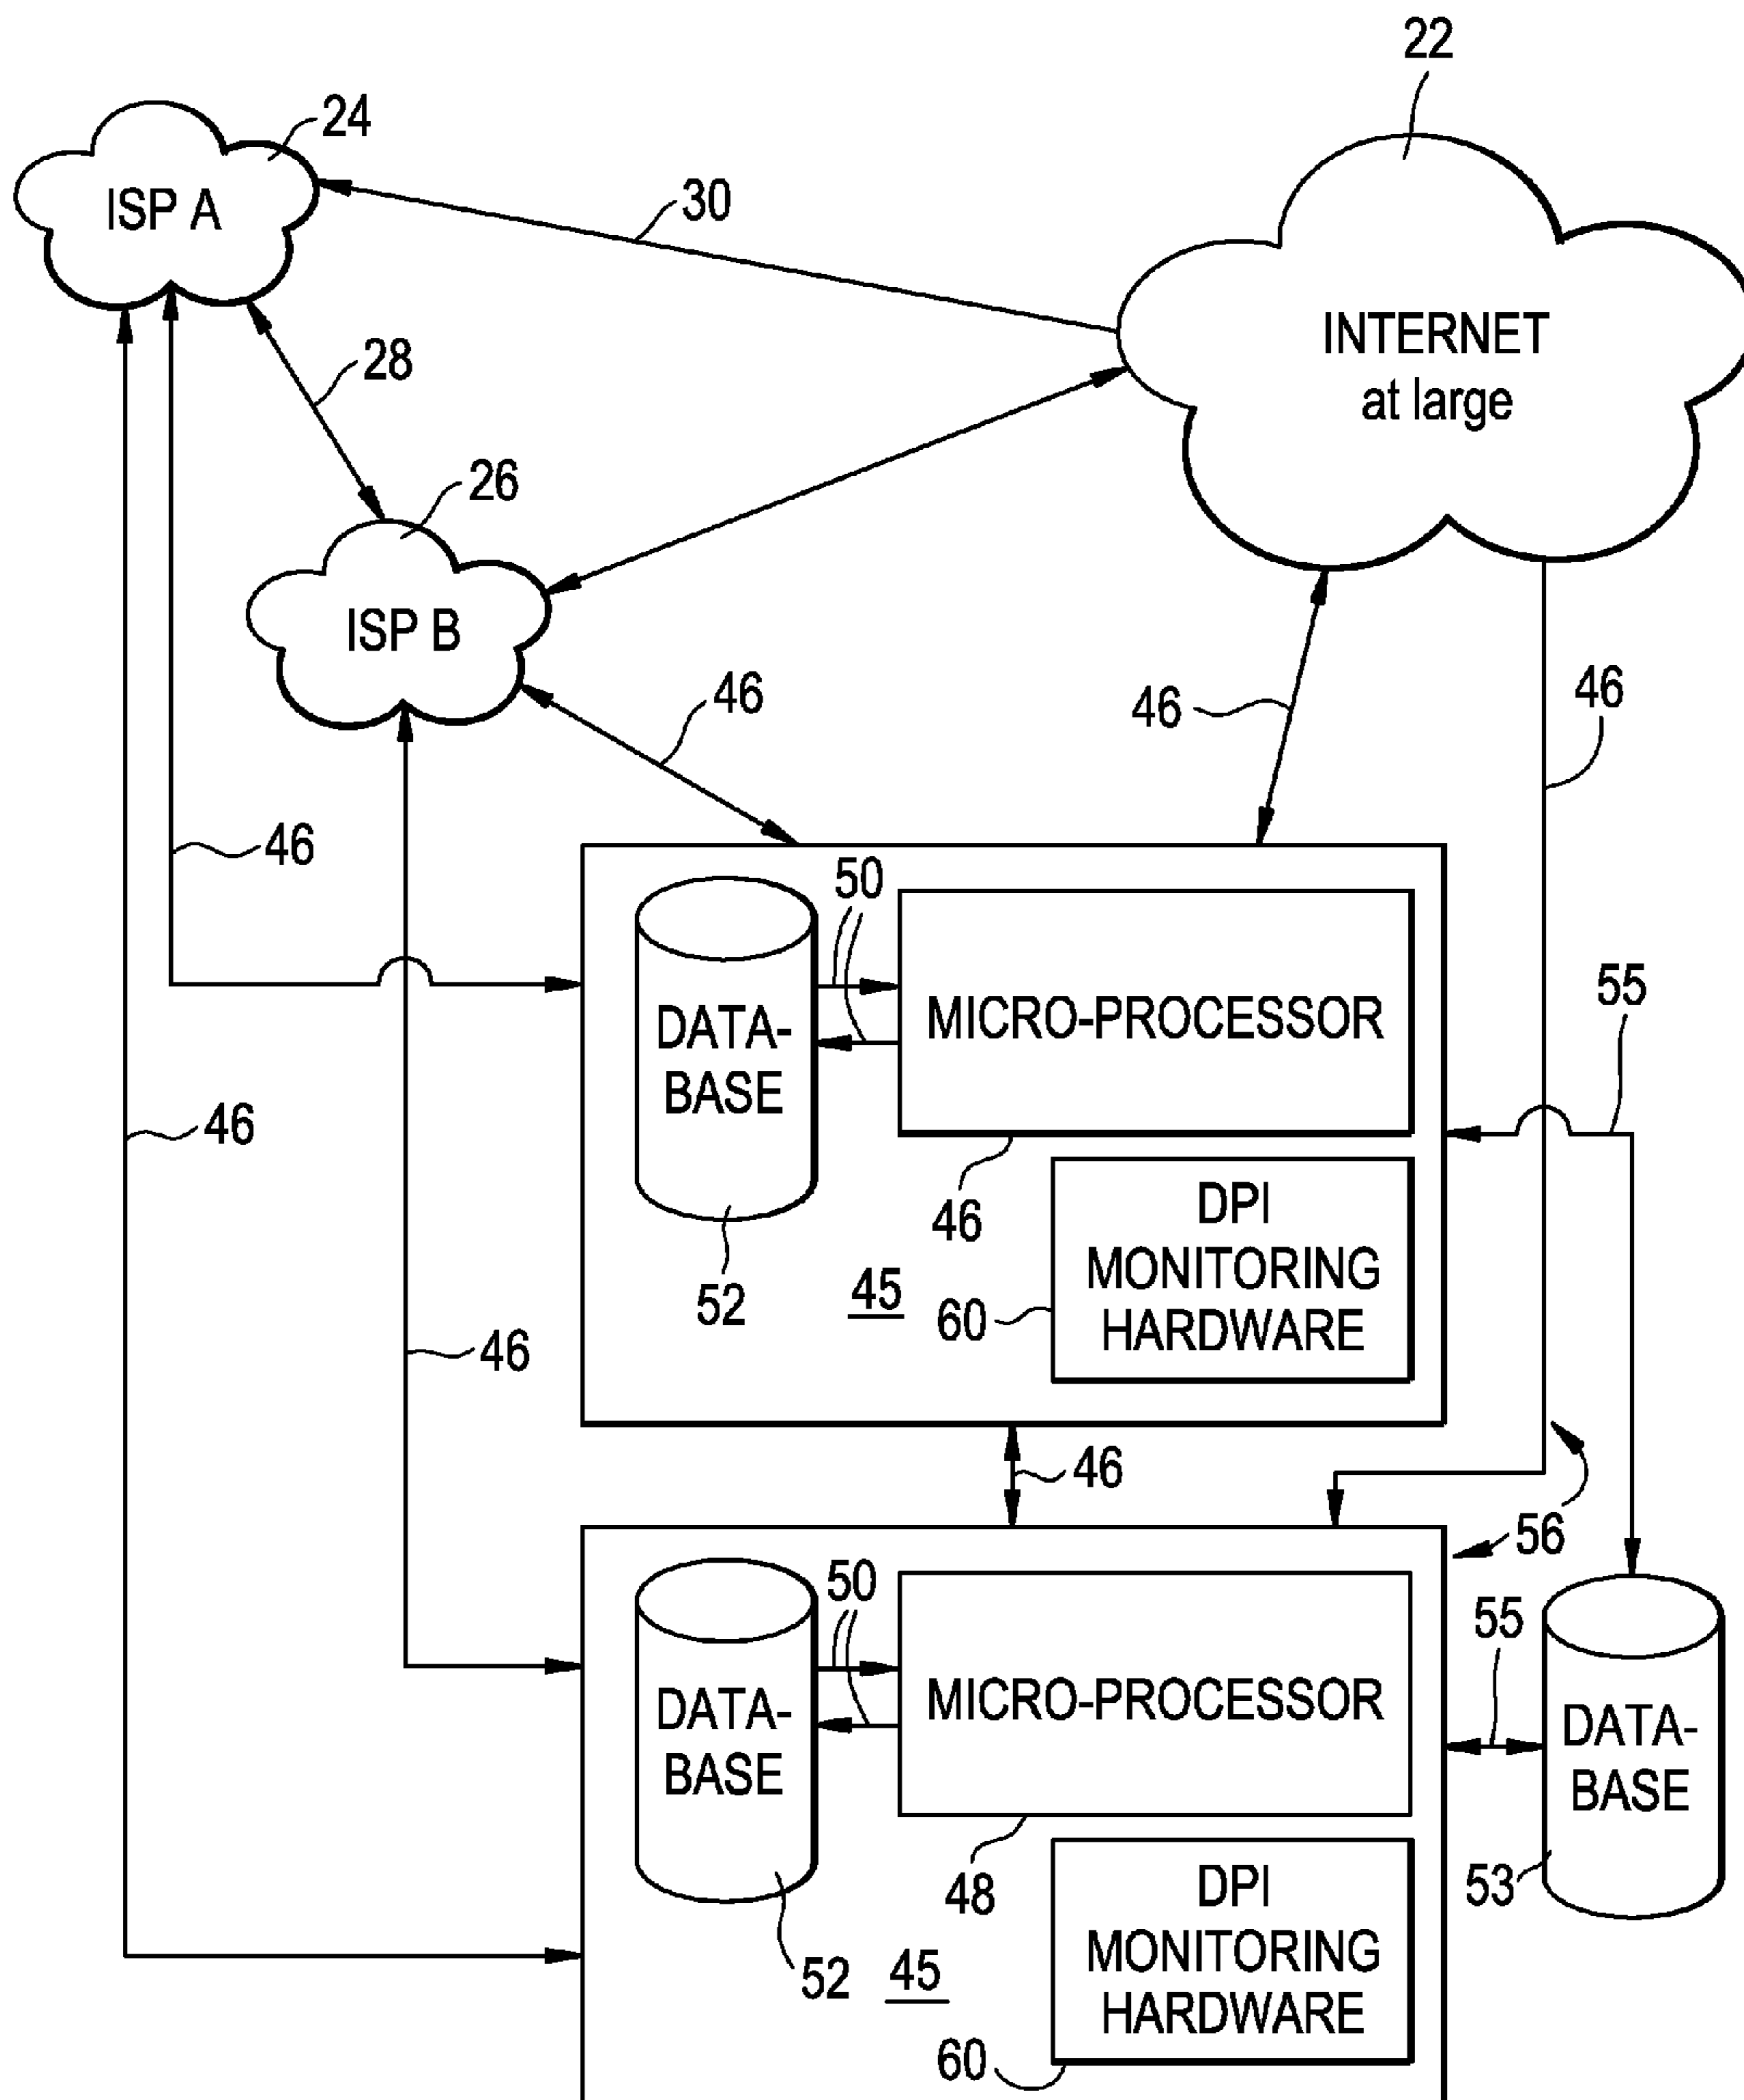 22
24
ISP A
30
INTERNET
at large
28
26
ISP B
46
46
46
46
50
DATA-
BASE
MICRO-PROCESSOR
55
46
46
DPI
MONITORING
HARDWARE
52
45
60
46
46
56
50
DATA-
BASE
MICRO-PROCESSOR
55
DATA-
BASE
48
53
DPI
MONITORING
HARDWARE
52
45
60